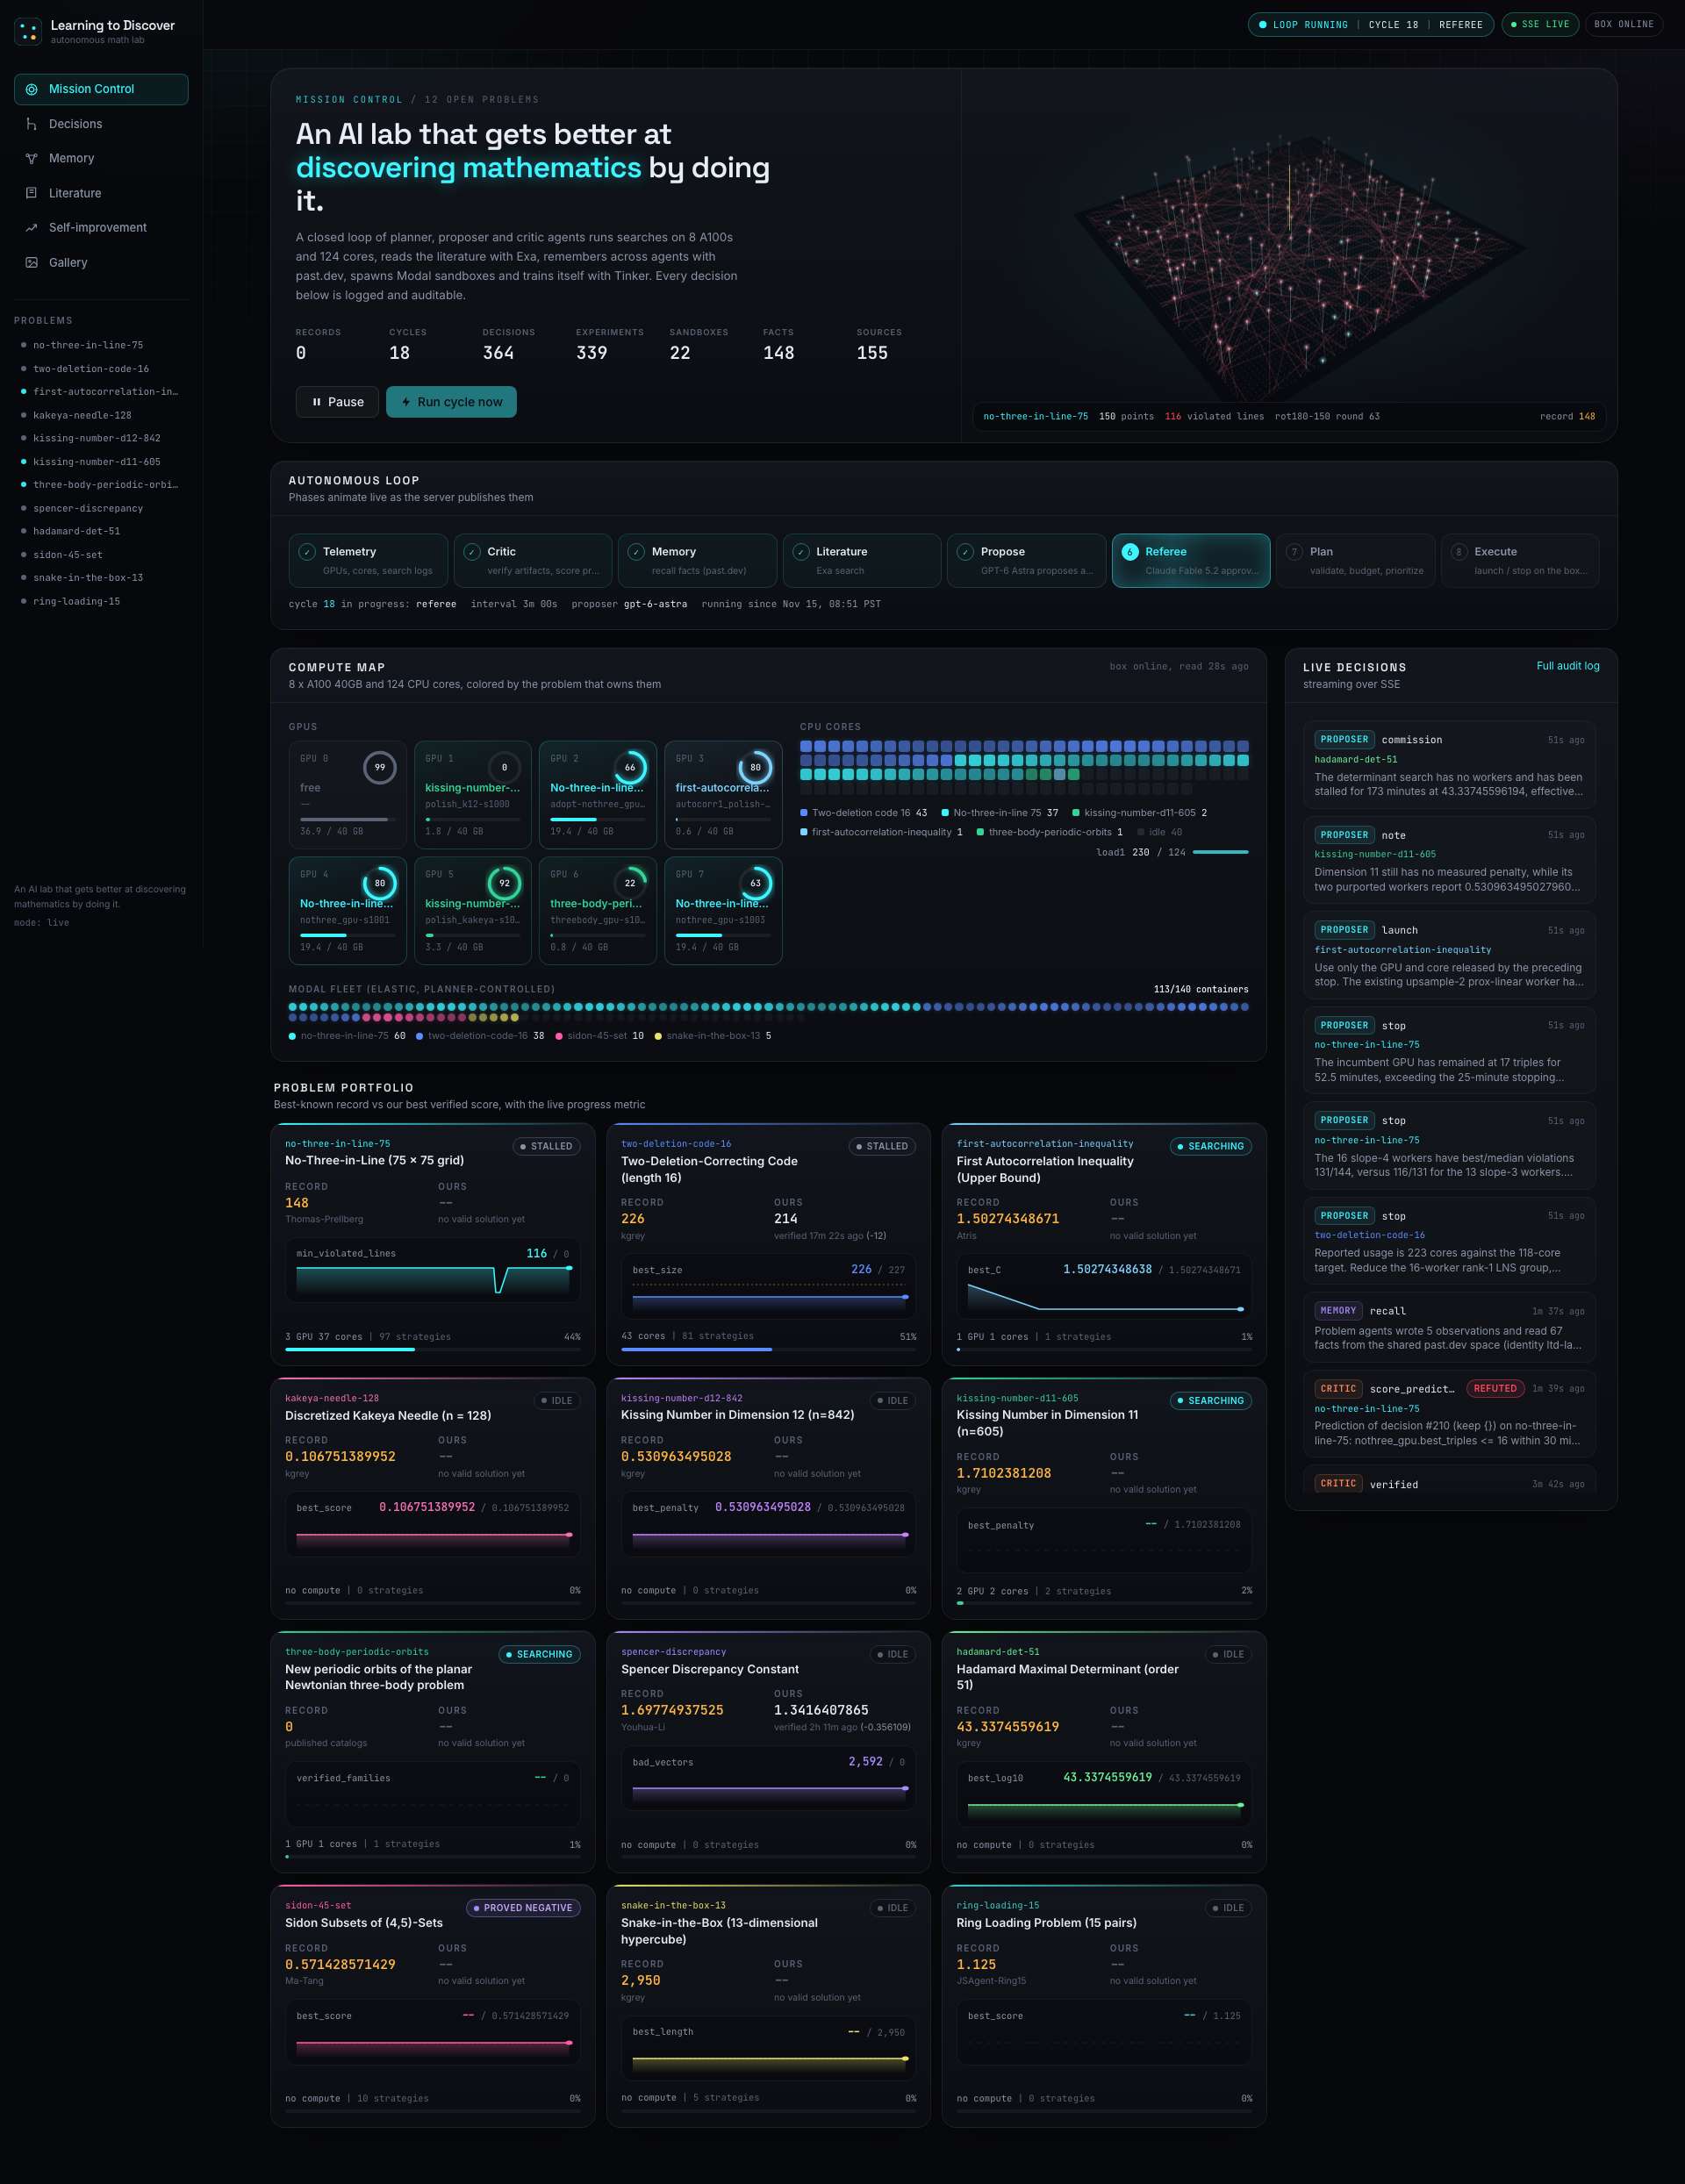 Learning to Discover
autonomous math lab
Mission Control
Decisions
Memory
Literature
Self-improvement
Gallery
PROBLEMS
no-three-in-line-75
two-deletion-code-16
first-autocorrelation-in…
kakeya-needle-128
kissing-number-d12-842
kissing-number-d11-605
three-body-periodic-orbi…
spencer-discrepancy
hadamard-det-51
sidon-45-set
snake-in-the-box-13
ring-loading-15
An AI lab that gets better at discovering
mathematics by doing it.
mode: live
LOOP RUNNING | CYCLE 18 | REFEREE
SSE LIVE
BOX ONLINE
MISSION CONTROL / 12 OPEN PROBLEMS
An AI lab that gets better at
discovering mathematics by doing
it.
A closed loop of planner, proposer and critic agents runs searches on 8 A100s
and 124 cores, reads the literature with Exa, remembers across agents with
past.dev, spawns Modal sandboxes and trains itself with Tinker. Every decision
below is logged and auditable.
RECORDS CYCLES DECISIONS EXPERIMENTS SANDBOXES FACTS SOURCES
0 18 364 339 22 148 155
Pause
Run cycle now
no-three-in-line-75 150 points 116 violated lines rot180-150 round 63 record 148
AUTONOMOUS LOOP
Phases animate live as the server publishes them
✓ Telemetry
GPUs, cores, search logs
✓ Critic
verify artifacts, score pr…
✓ Memory
recall facts (past.dev)
✓ Literature
Exa search
✓ Propose
GPT-6 Astra proposes a…
6 Referee
Claude Fable 5.2 approv…
7 Plan
validate, budget, prioritize
8 Execute
launch / stop on the box…
cycle 18 in progress: referee interval 3m 00s proposer gpt-6-astra running since Nov 15, 08:51 PST
COMPUTE MAP
box online, read 28s ago
8 x A100 40GB and 124 CPU cores, colored by the problem that owns them
GPUS
GPU 0 99
free
——
36.9 / 40 GB
GPU 1 0
kissing-number-…
polish_k12-s1000
1.8 / 40 GB
GPU 2 66
No-three-in-line…
adopt-nothree_gpu…
19.4 / 40 GB
GPU 3 80
first-autocorrela…
autocorr1_polish-…
0.6 / 40 GB
GPU 4 80
No-three-in-line…
nothree_gpu-s1001
19.4 / 40 GB
GPU 5 92
kissing-number-…
polish_kakeya-s10…
3.3 / 40 GB
GPU 6 22
three-body-peri…
threebody_gpu-s10…
0.8 / 40 GB
GPU 7 63
No-three-in-line…
nothree_gpu-s1003
19.4 / 40 GB
CPU CORES
Two-deletion code 16 43 No-three-in-line 75 37 kissing-number-d11-605 2
first-autocorrelation-inequality 1 three-body-periodic-orbits 1 idle 40
load1 230 / 124
MODAL FLEET (ELASTIC, PLANNER-CONTROLLED)
113/140 containers
no-three-in-line-75 60 two-deletion-code-16 38 sidon-45-set 10 snake-in-the-box-13 5
LIVE DECISIONS
Full audit log
streaming over SSE
PROPOSER commission 51s ago
hadamard-det-51
The determinant search has no workers and has been
stalled for 173 minutes at 43.33745596194, effective…
PROPOSER note 51s ago
kissing-number-d11-605
Dimension 11 still has no measured penalty, while its
two purported workers report 0.530963495027960…
PROPOSER launch 51s ago
first-autocorrelation-inequality
Use only the GPU and core released by the preceding
stop. The existing upsample-2 prox-linear worker ha…
PROPOSER stop 51s ago
no-three-in-line-75
The incumbent GPU has remained at 17 triples for
52.5 minutes, exceeding the 25-minute stopping…
PROPOSER stop 51s ago
no-three-in-line-75
The 16 slope-4 workers have best/median violations
131/144, versus 116/131 for the 13 slope-3 workers.…
PROPOSER stop 51s ago
two-deletion-code-16
Reported usage is 223 cores against the 118-core
target. Reduce the 16-worker rank-1 LNS group,…
MEMORY recall 1m 37s ago
Problem agents wrote 5 observations and read 67
facts from the shared past.dev space (identity ltd-la…
CRITIC score_predict… REFUTED 1m 39s ago
no-three-in-line-75
Prediction of decision #210 (keep {}) on no-three-in-
line-75: nothree_gpu.best_triples <= 16 within 30 mi…
CRITIC verified 3m 42s ago
PROBLEM PORTFOLIO
Best-known record vs our best verified score, with the live progress metric
no-three-in-line-75 STALLED
No-Three-in-Line (75 × 75 grid)
RECORD OURS
148 ——
Thomas-Prellberg no valid solution yet
min_violated_lines 116 / 0
3 GPU 37 cores | 97 strategies 44%
two-deletion-code-16 STALLED
Two-Deletion-Correcting Code
(length 16)
RECORD OURS
226 214
kgrey verified 17m 22s ago (-12)
best_size 226 / 227
43 cores | 81 strategies 51%
first-autocorrelation-inequality SEARCHING
First Autocorrelation Inequality
(Upper Bound)
RECORD OURS
1.50274348671 ——
Atris no valid solution yet
best_C 1.50274348638 / 1.50274348671
1 GPU 1 cores | 1 strategies 1%
kakeya-needle-128 IDLE
Discretized Kakeya Needle (n = 128)
RECORD OURS
0.106751389952 ——
kgrey no valid solution yet
best_score 0.106751389952 / 0.106751389952
no compute | 0 strategies 0%
kissing-number-d12-842 IDLE
Kissing Number in Dimension 12 (n=842)
RECORD OURS
0.530963495028 ——
kgrey no valid solution yet
best_penalty 0.530963495028 / 0.530963495028
no compute | 0 strategies 0%
kissing-number-d11-605 SEARCHING
Kissing Number in Dimension 11
(n=605)
RECORD OURS
1.7102381208 ——
kgrey no valid solution yet
best_penalty —— / 1.7102381208
2 GPU 2 cores | 2 strategies 2%
three-body-periodic-orbits SEARCHING
New periodic orbits of the planar
Newtonian three-body problem
RECORD OURS
0 ——
published catalogs no valid solution yet
verified_families —— / 0
1 GPU 1 cores | 1 strategies 1%
spencer-discrepancy IDLE
Spencer Discrepancy Constant
RECORD OURS
1.69774937525 1.3416407865
Youhua-Li verified 2h 11m ago (-0.356109)
bad_vectors 2,592 / 0
no compute | 0 strategies 0%
hadamard-det-51 IDLE
Hadamard Maximal Determinant (order
51)
RECORD OURS
43.3374559619 ——
kgrey no valid solution yet
best_log10 43.3374559619 / 43.3374559619
no compute | 0 strategies 0%
sidon-45-set PROVED NEGATIVE
Sidon Subsets of (4,5)-Sets
RECORD OURS
0.571428571429 ——
Ma-Tang no valid solution yet
best_score —— / 0.571428571429
no compute | 10 strategies 0%
snake-in-the-box-13 IDLE
Snake-in-the-Box (13-dimensional
hypercube)
RECORD OURS
2,950 ——
kgrey no valid solution yet
best_length —— / 2,950
no compute | 5 strategies 0%
ring-loading-15 IDLE
Ring Loading Problem (15 pairs)
RECORD OURS
1.125 ——
JSAgent-Ring15 no valid solution yet
best_score —— / 1.125
no compute | 0 strategies 0%